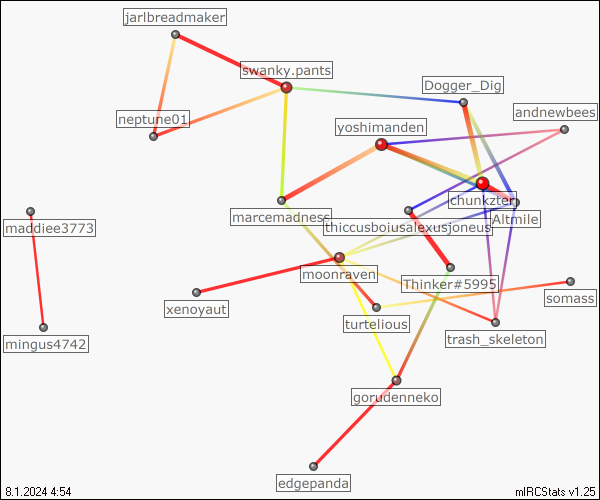 jarlbreadmaker
swanky.pants
Dogger_Dig
andnewbees
neptune01
yoshimanden
chunkzter
marcemadness
Altmile
maddiee3773
thiccusboiusalexusjoneus
moonraven
Thinker#5995
xenoyaut
somass
turtelious
trash_skeleton
mingus4742
gorudenneko
edgepanda
8.1.2024 4:54
mIRCStats v1.25